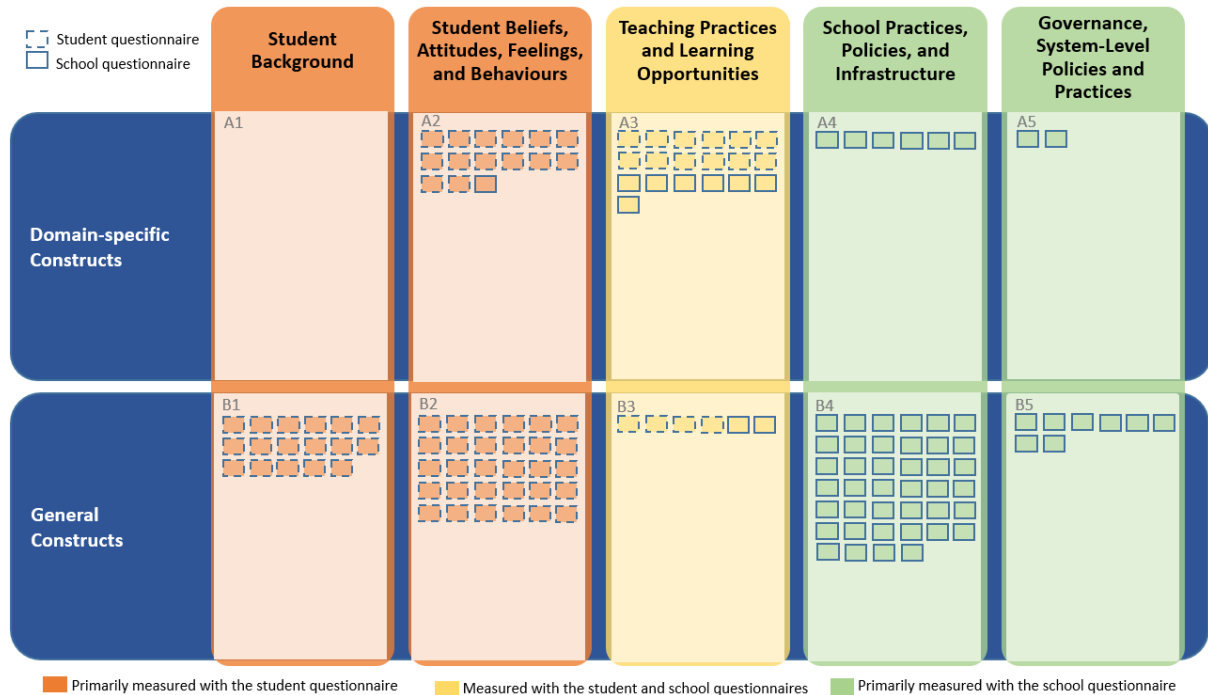 Student questionnaire
School questionnaire
Student
Background
Student Beliefs,
Attitudes, Feelings,
and Behaviours
Teaching Practices
and Learning
Opportunities
School Practices,
Policies, and
Infrastructure
Governance,
System-Level
Policies and
Practices
Domain-specific
Constructs
A1
A2
A3
A4
A5
General
Constructs
B1
B2
B3
B4
B5
Primarily measured with the student questionnaire
Measured with the student and school questionnaires
Primarily measured with the school questionnaire